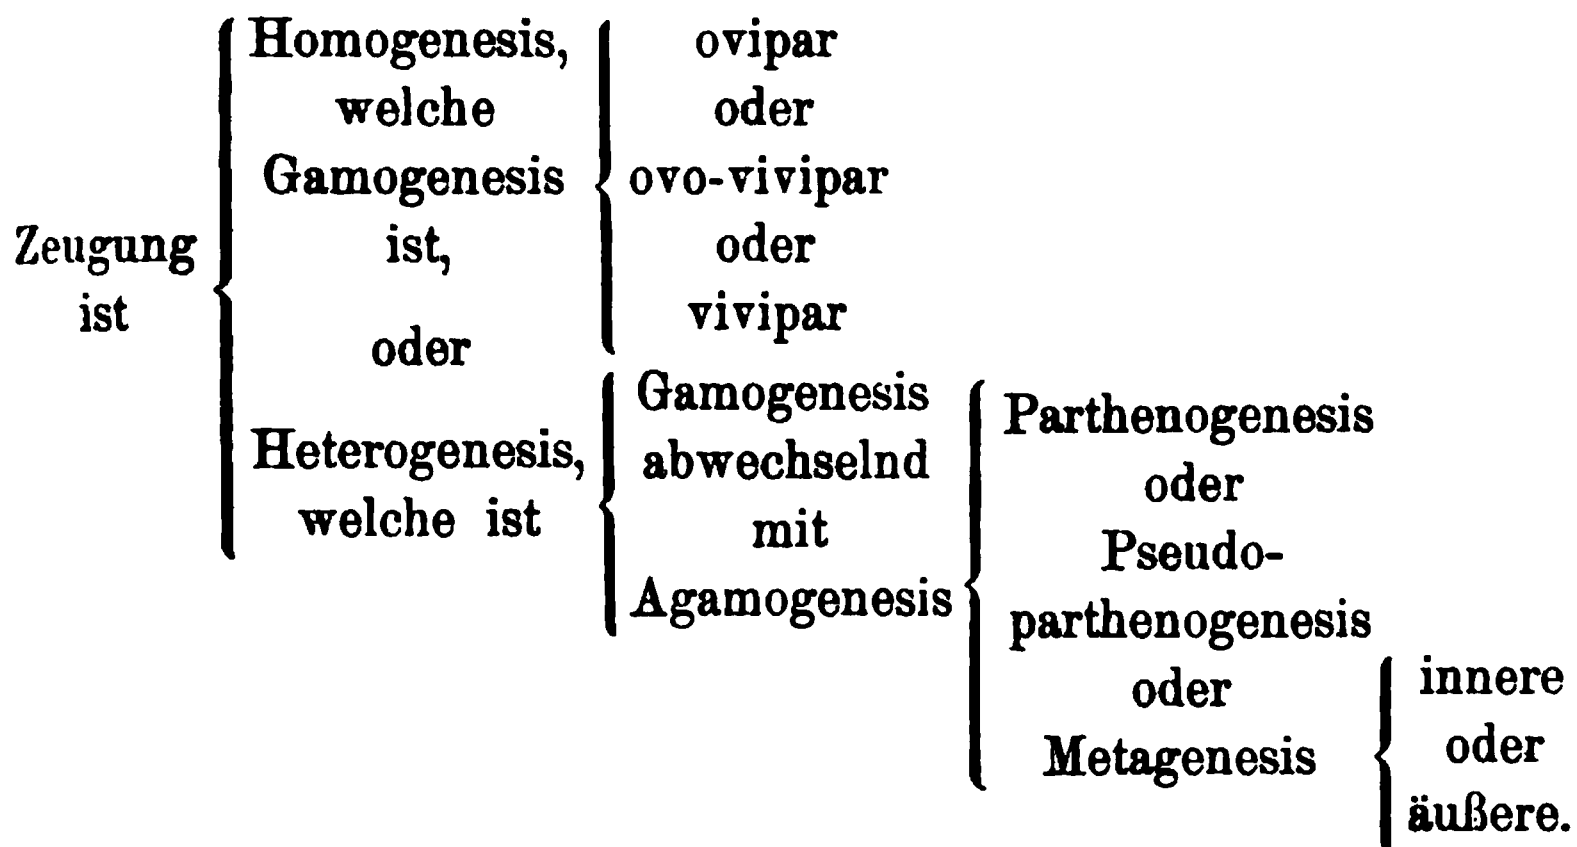 Zeugung
ist
Homogenesis,
welche
Gamogenesis
ist,
oder
Heterogenesis,
welche ist
ovipar
oder
ovo-vivipar
oder
vivipar
Gamogenesis
abwechselnd
mit
Agamogenesis
Parthenogenesis
oder
Pseudo-
parthenogenesis
oder
Metagenesis
innere
oder
äußere.